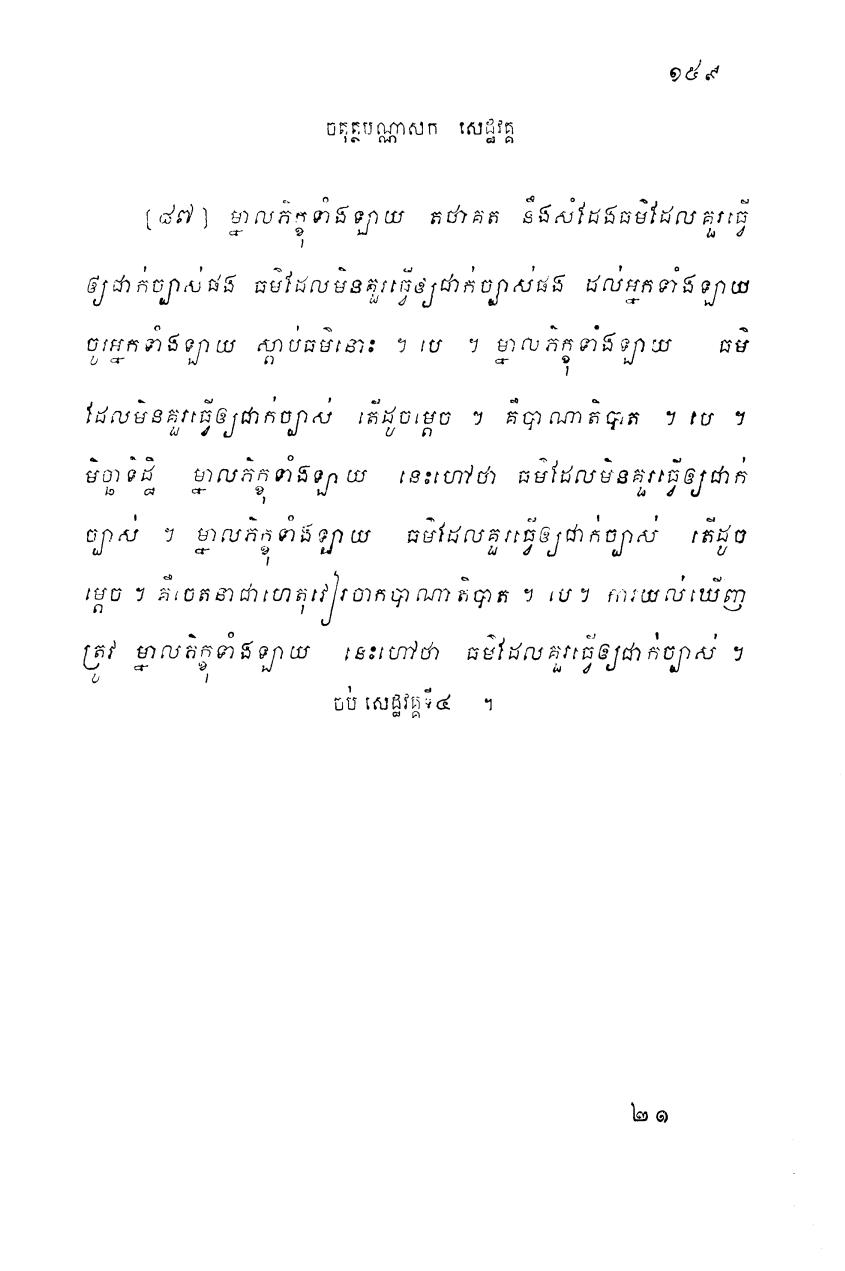 ១៥៩
ចតុត្ថបណ្ណាសក សេដ្ឋវគ្គ
[៤៧] ម្នាលភិក្ខុទាំងឡាយ តថាគត នឹងសំដែងធម៌ដែលគួរធ្វើ
ឲ្យជាក់ច្បាស់ផង ធម៌ដែលមិនគួរធ្វើឲ្យជាក់ច្បាស់ផង ដល់អ្នកទាំងឡាយ
ចូរអ្នកទាំងឡាយ ស្តាប់ធម៌នោះ ។ បេ ។ ម្នាលភិក្ខុទាំងឡាយ ធម៌
ដែលមិនគួរធ្វើឲ្យជាក់ច្បាស់ តើដូចម្តេច ។ គឺបាណាតិបាត ។ បេ ។
មិច្ឆាទិដ្ឋិ ម្នាលភិក្ខុទាំងឡាយ នេះហៅថា ធម៌ដែលមិនគួរធ្វើឲ្យជាក់
ច្បាស់ ។ ម្នាលភិក្ខុទាំងឡាយ ធម៌ដែលគួរធ្វើឲ្យជាក់ច្បាស់ តើដូច
ម្តេច ។ គឺចេតនាជាហេតុវៀរចាកបាណាតិបាត ។ បេ ។ ការយល់ឃើញ
ត្រូវ ម្នាលភិក្ខុទាំងឡាយ នេះហៅថា ធម៌ដែលគួរធ្វើឲ្យជាក់ច្បាស់ ។
ចប់ សេដ្ឋវគ្គទី៤ ។
២១